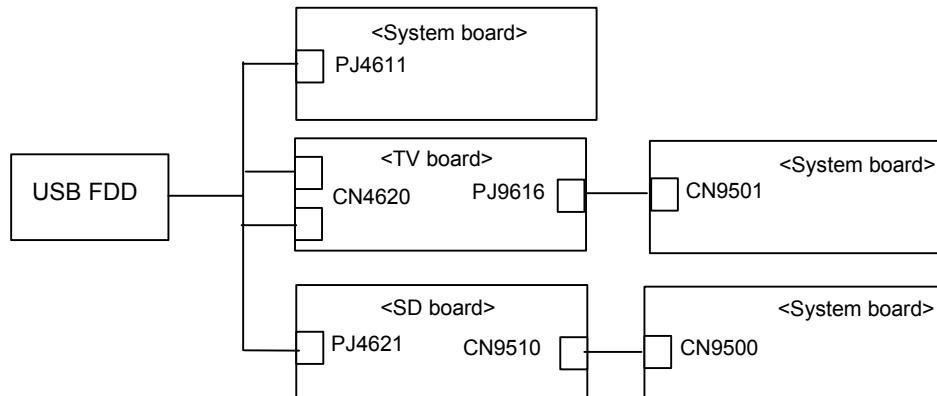 <System board>
PJ4611
USB FDD
<TV board>
CN4620
PJ9616
<System board>
CN9501
<SD board>
PJ4621
CN9510
<System board>
CN9500